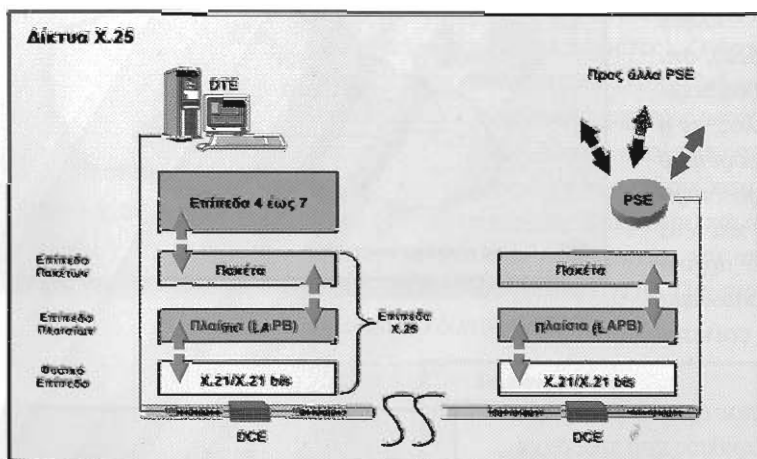 Δίκτυα X.25
DTE
Προς άλλα PSE
Επίπεδα 4 έως 7
PSE
Επίπεδο
Πακέτων
Πακέτα
Πακέτα
Επίπεδο
Πλαισίων
Πλαίσια (LAPB)
Επίπεδα
X.25
Πλαίσια (LAPB)
Φυσικό
Επίπεδο
X.21/X.21 bis
X.21/X.21 bis
DCE
DCE